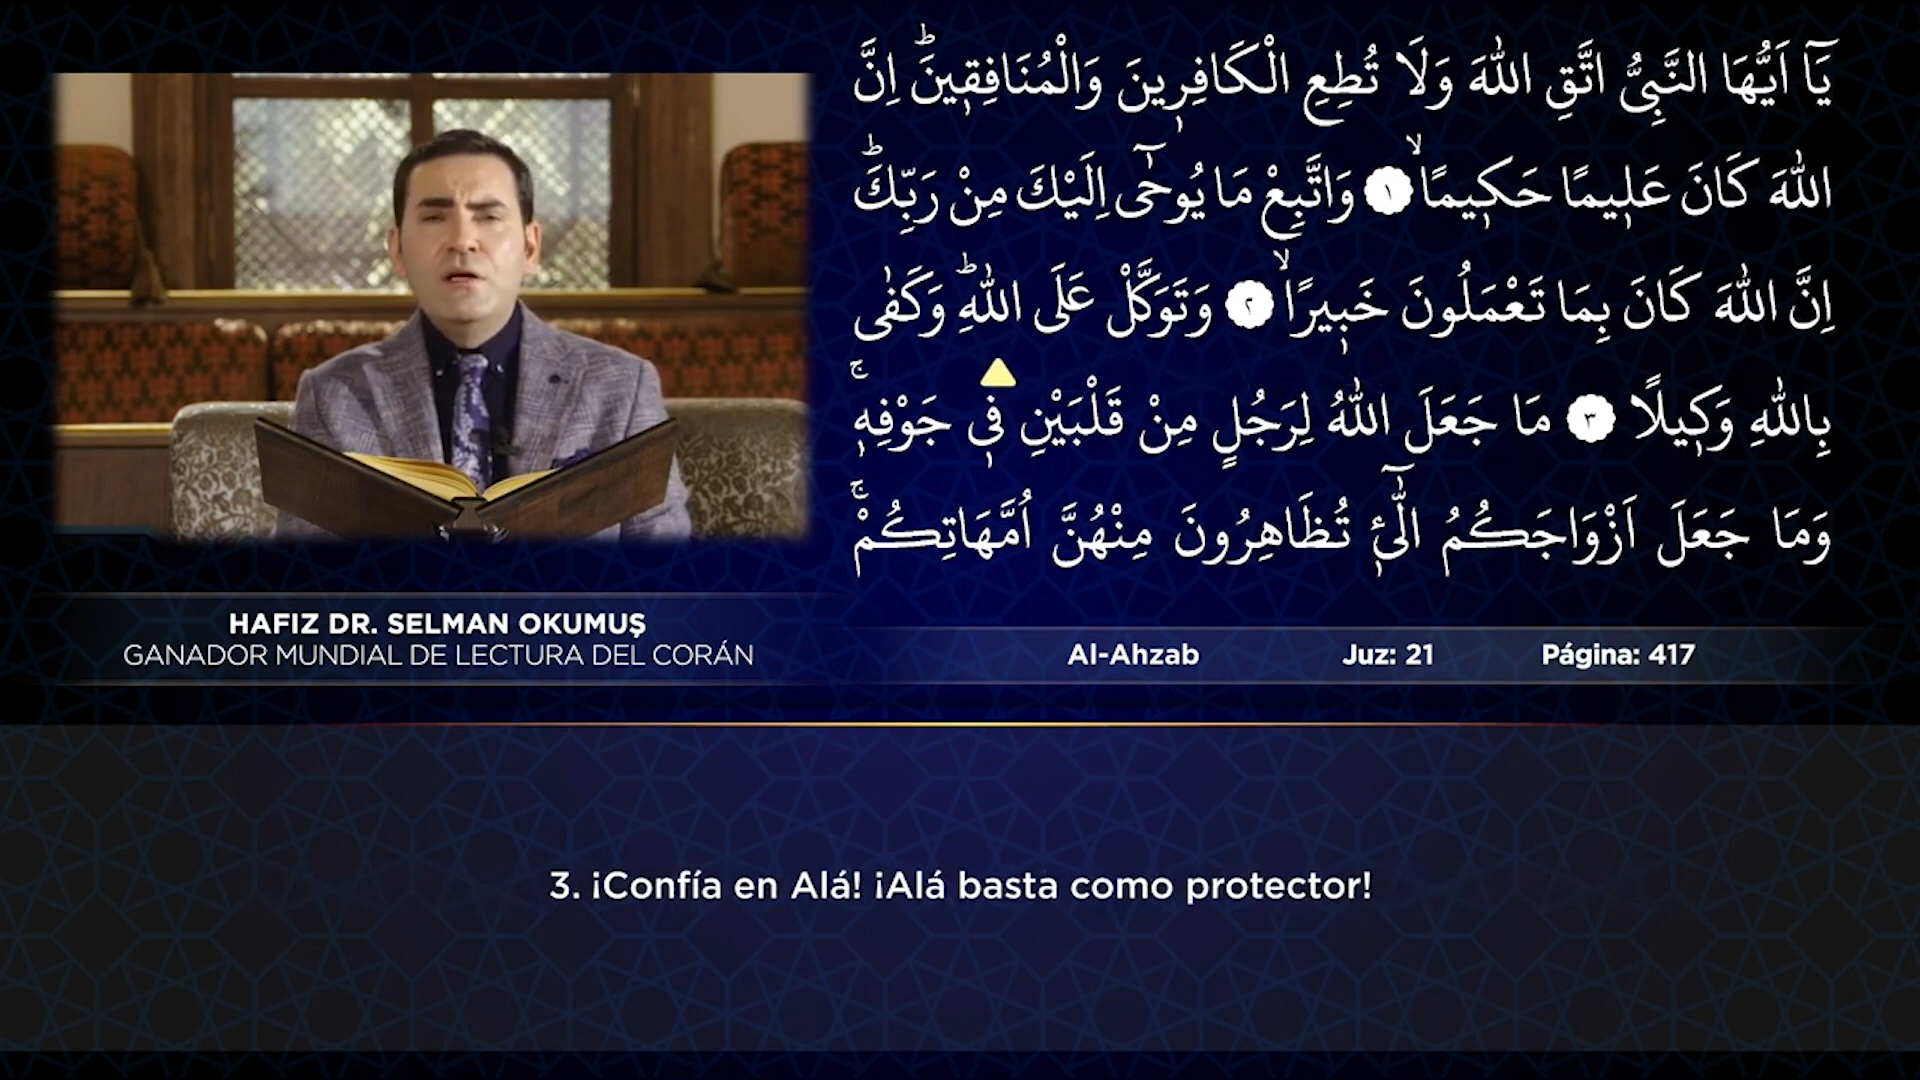 يَٓا اَيُّهَا النَّبِيُّ اتَّقِ اللّٰهَ وَلَا تُطِعِ الْكَافِر۪ينَ وَالْمُنَافِق۪ينَۜ اِنَّ
اللّٰهَ كَانَ عَل۪يمًا حَك۪يمًاۙ ١ وَاتَّبِعْ مَا يُوحٰٓى اِلَيْكَ مِنْ رَبِّكَۜ
اِنَّ اللّٰهَ كَانَ بِمَا تَعْمَلُونَ خَب۪يرًاۙ ٢ وَتَوَكَّلْ عَلَى اللّٰهِۜ وَكَفٰى
بِاللّٰهِ وَك۪يلًا ٣ مَا جَعَلَ اللّٰهُ لِرَجُلٍ مِنْ قَلْبَيْنِ ف۪ي جَوْفِه۪ۚ
وَمَا جَعَلَ اَزْوَاجَكُمُ الّٰٓـ۪ٔي تُظَاهِرُونَ مِنْهُنَّ اُمَّهَاتِكُمْۚ
HAFIZ DR. SELMAN OKUMUŞ
GANADOR MUNDIAL DE LECTURA DEL CORÁN
Al-Ahzab Juz: 21 Página: 417
3. ¡Confía en Alá! ¡Alá basta como protector!